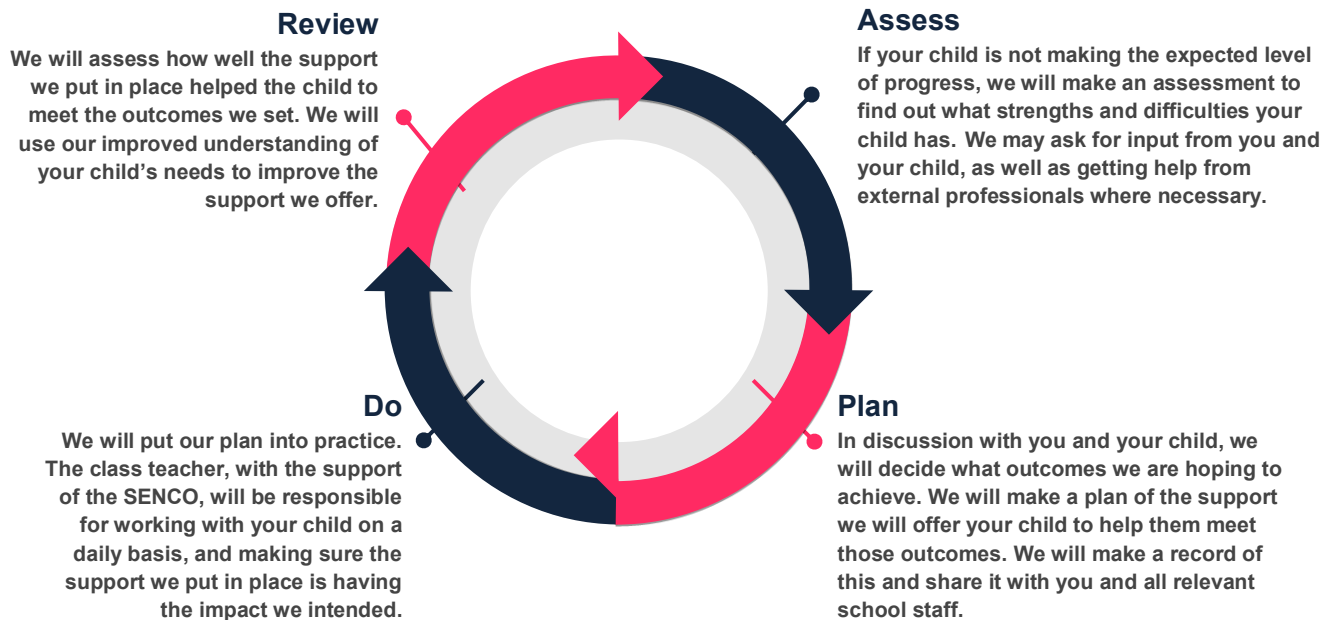 Review
We will assess how well the support
we put in place helped the child to
meet the outcomes we set. We will
use our improved understanding of
your child’s needs to improve the
support we offer.
Assess
If your child is not making the expected level
of progress, we will make an assessment to
find out what strengths and difficulties your
child has. We may ask for input from you and
your child, as well as getting help from
external professionals where necessary.
Do
We will put our plan into practice.
The class teacher, with the support
of the SENCO, will be responsible
for working with your child on a
daily basis, and making sure the
support we put in place is having
the impact we intended.
Plan
In discussion with you and your child, we
will decide what outcomes we are hoping to
achieve. We will make a plan of the support
we will offer your child to help them meet
those outcomes. We will make a record of
this and share it with you and all relevant
school staff.